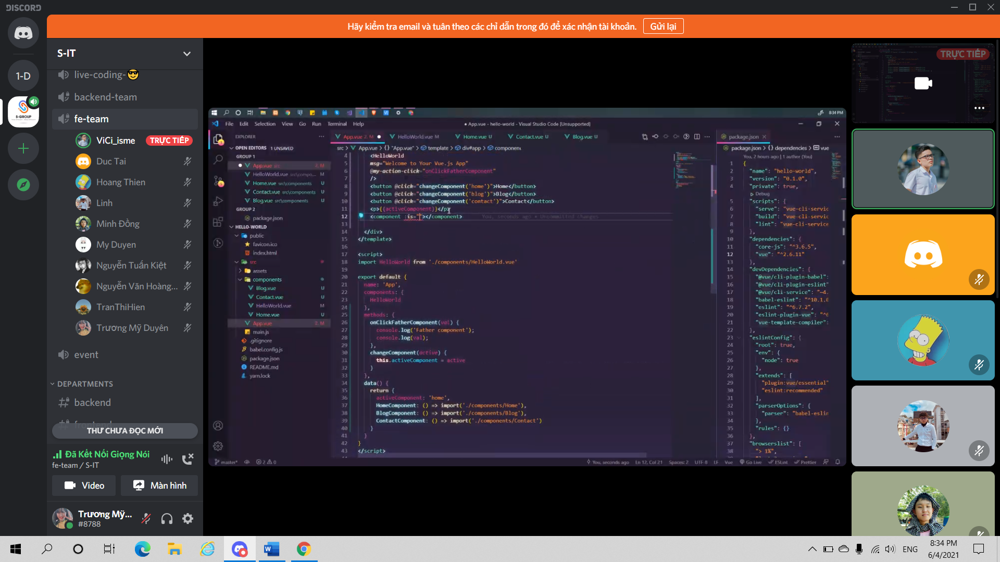 DISCORD
Hãy kiểm tra email và tuân theo các chỉ dẫn trong đó để xác nhận tài khoản.
Gửi lại
1-D
S-GROUP
S-IT
live-coding-😎
backend-team
fe-team
ViCi_isme
TRỰC TIẾP
Duc Tai
Hoang Thien
Linh
Minh Đồng
My Duyen
Nguyễn Tuấn Kiệt
Nguyễn Văn Hoàng...
TranThiHien
Trương Mỹ Duyên
event
DEPARTMENTS
backend
frontend
THƯ CHƯA ĐỌC MỚI
Đã Kết Nối Giọng Nói
fe-team / S-IT
Video
Màn hình
Trương Mỹ...
#8788
8:34 PM
File Edit Selection View Go Run Terminal Help
● App.vue - hello-world - Visual Studio Code [Unsupported]
EXPLORER
OPEN EDITORS 1 UNSAVED
GROUP 1
App.vue src 2, M
HelloWorld.vue src\compo... M
Home.vue src\components U
Contact.vue src\components U
Blog.vue src\components U
GROUP 2
package.json
HELLO-WORLD
public
favicon.ico
index.html
src
assets
components
Blog.vue U
Contact.vue U
HelloWorld.vue M
Home.vue U
App.vue 2, M
main.js
.gitignore
babel.config.js
package.json
README.md
yarn.lock
App.vue 2, M
HelloWorld.vue M
Home.vue U
Contact.vue U
Blog.vue U
src > App.vue > {} "App.vue" > template > div#app > component
4 <HelloWorld
5 msg="Welcome to Your Vue.js App"
6 @my-action-click="onClickFatherComponent"
7 />
8 <button @click="changeComponent('home')">Home</button>
9 <button @click="changeComponent('blog')">Blog</button>
10 <button @click="changeComponent('contact')">Contact</button>
11 <p>{{activeComponent}}</p>
12 <component :is=""></component> You, seconds ago • Uncommitted changes
13
14 </div>
15 </template>
16
17 <script>
18 import HelloWorld from './components/HelloWorld.vue'
19
20 export default {
21 name: 'App',
22 components: {
23 HelloWorld
24 },
25 methods: {
26 onClickFatherComponent(val) {
27 console.log('Father component');
28 console.log(val);
29 },
30 changeComponent(active) {
31 this.activeComponent = active
32 }
33 },
34 data() {
35 return {
36 activeComponent: 'home',
37 HomeComponent: () => import('./components/Home'),
38 BlogComponent: () => import('./components/Blog'),
39 ContactComponent: () => import('./components/Contact')
40 }
41 }
42 }
43 </script>
package.json
package.json > {} dependencies > vue
You, 2 hours ago | 1 author (You)
1 {
2 "name": "hello-world",
3 "version": "0.1.0",
4 "private": true,
Debug
5 "scripts": {
6 "serve": "vue-cli-service
7 "build": "vue-cli-service
8 "lint": "vue-cli-service
9 },
10 "dependencies": {
11 "core-js": "^3.6.5",
12 "vue": "^2.6.11"
13 },
14 "devDependencies": {
15 "@vue/cli-plugin-babel":
16 "@vue/cli-plugin-eslint"
17 "@vue/cli-service": "~4.
18 "babel-eslint": "^10.1.0
19 "eslint": "^6.7.2",
20 "eslint-plugin-vue": "^6
21 "vue-template-compiler":
22 },
23 "eslintConfig": {
24 "root": true,
25 "env": {
26 "node": true
27 },
28 "extends": [
29 "plugin:vue/essential"
30 "eslint:recommended"
31 ],
32 "parserOptions": {
33 "parser": "babel-eslin
34 },
35 "rules": {}
36 },
37 "browserslist": [
38 "> 1%",
master* 2 0
You, seconds ago Ln 12, Col 21 Spaces: 2 UTF-8 LF Vue Go Live ESLint Prettier
TRỰC TIẾP
ENG
8:34 PM
6/4/2021